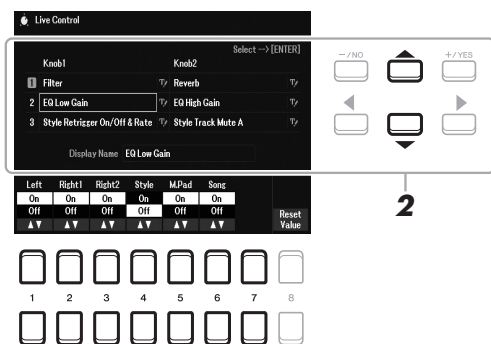 Live Control
Select --> [ENTER]
Knob1 Knob2
1 Filter Reverb
2 EQ Low Gain EQ High Gain
3 Style Retrigger On/Off & Rate Style Track Mute A
Display Name EQ Low Gain
Left Right1 Right2 Style M.Pad Song
On On On On On On
Off Off Off Off Off Off
Reset
Value
-/NO +/YES
2
1 2 3 4 5 6 7 8